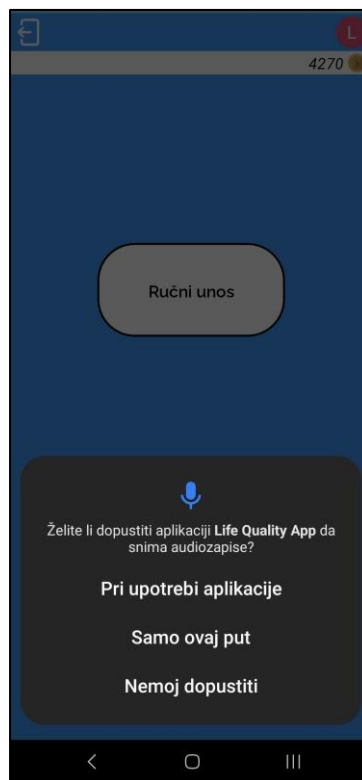 L
4270
Ručni unos
Želite li dopustiti aplikaciji Life Quality App da
snima audiozapise?
Pri upotrebi aplikacije
Samo ovaj put
Nemoj dopustiti